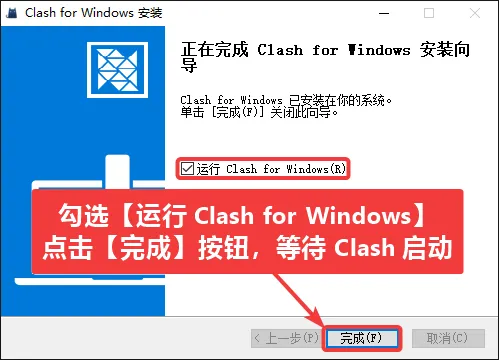 Clash for Windows 安装
正在完成 Clash for Windows 安装向
导
Clash for Windows 已安装在你的系统。
单击 [完成(F)] 关闭此向导。
运行 Clash for Windows(R)
勾选【运行 Clash for Windows】
点击【完成】按钮，等待 Clash 启动
< 上一步(P)
完成(F)
取消(C)